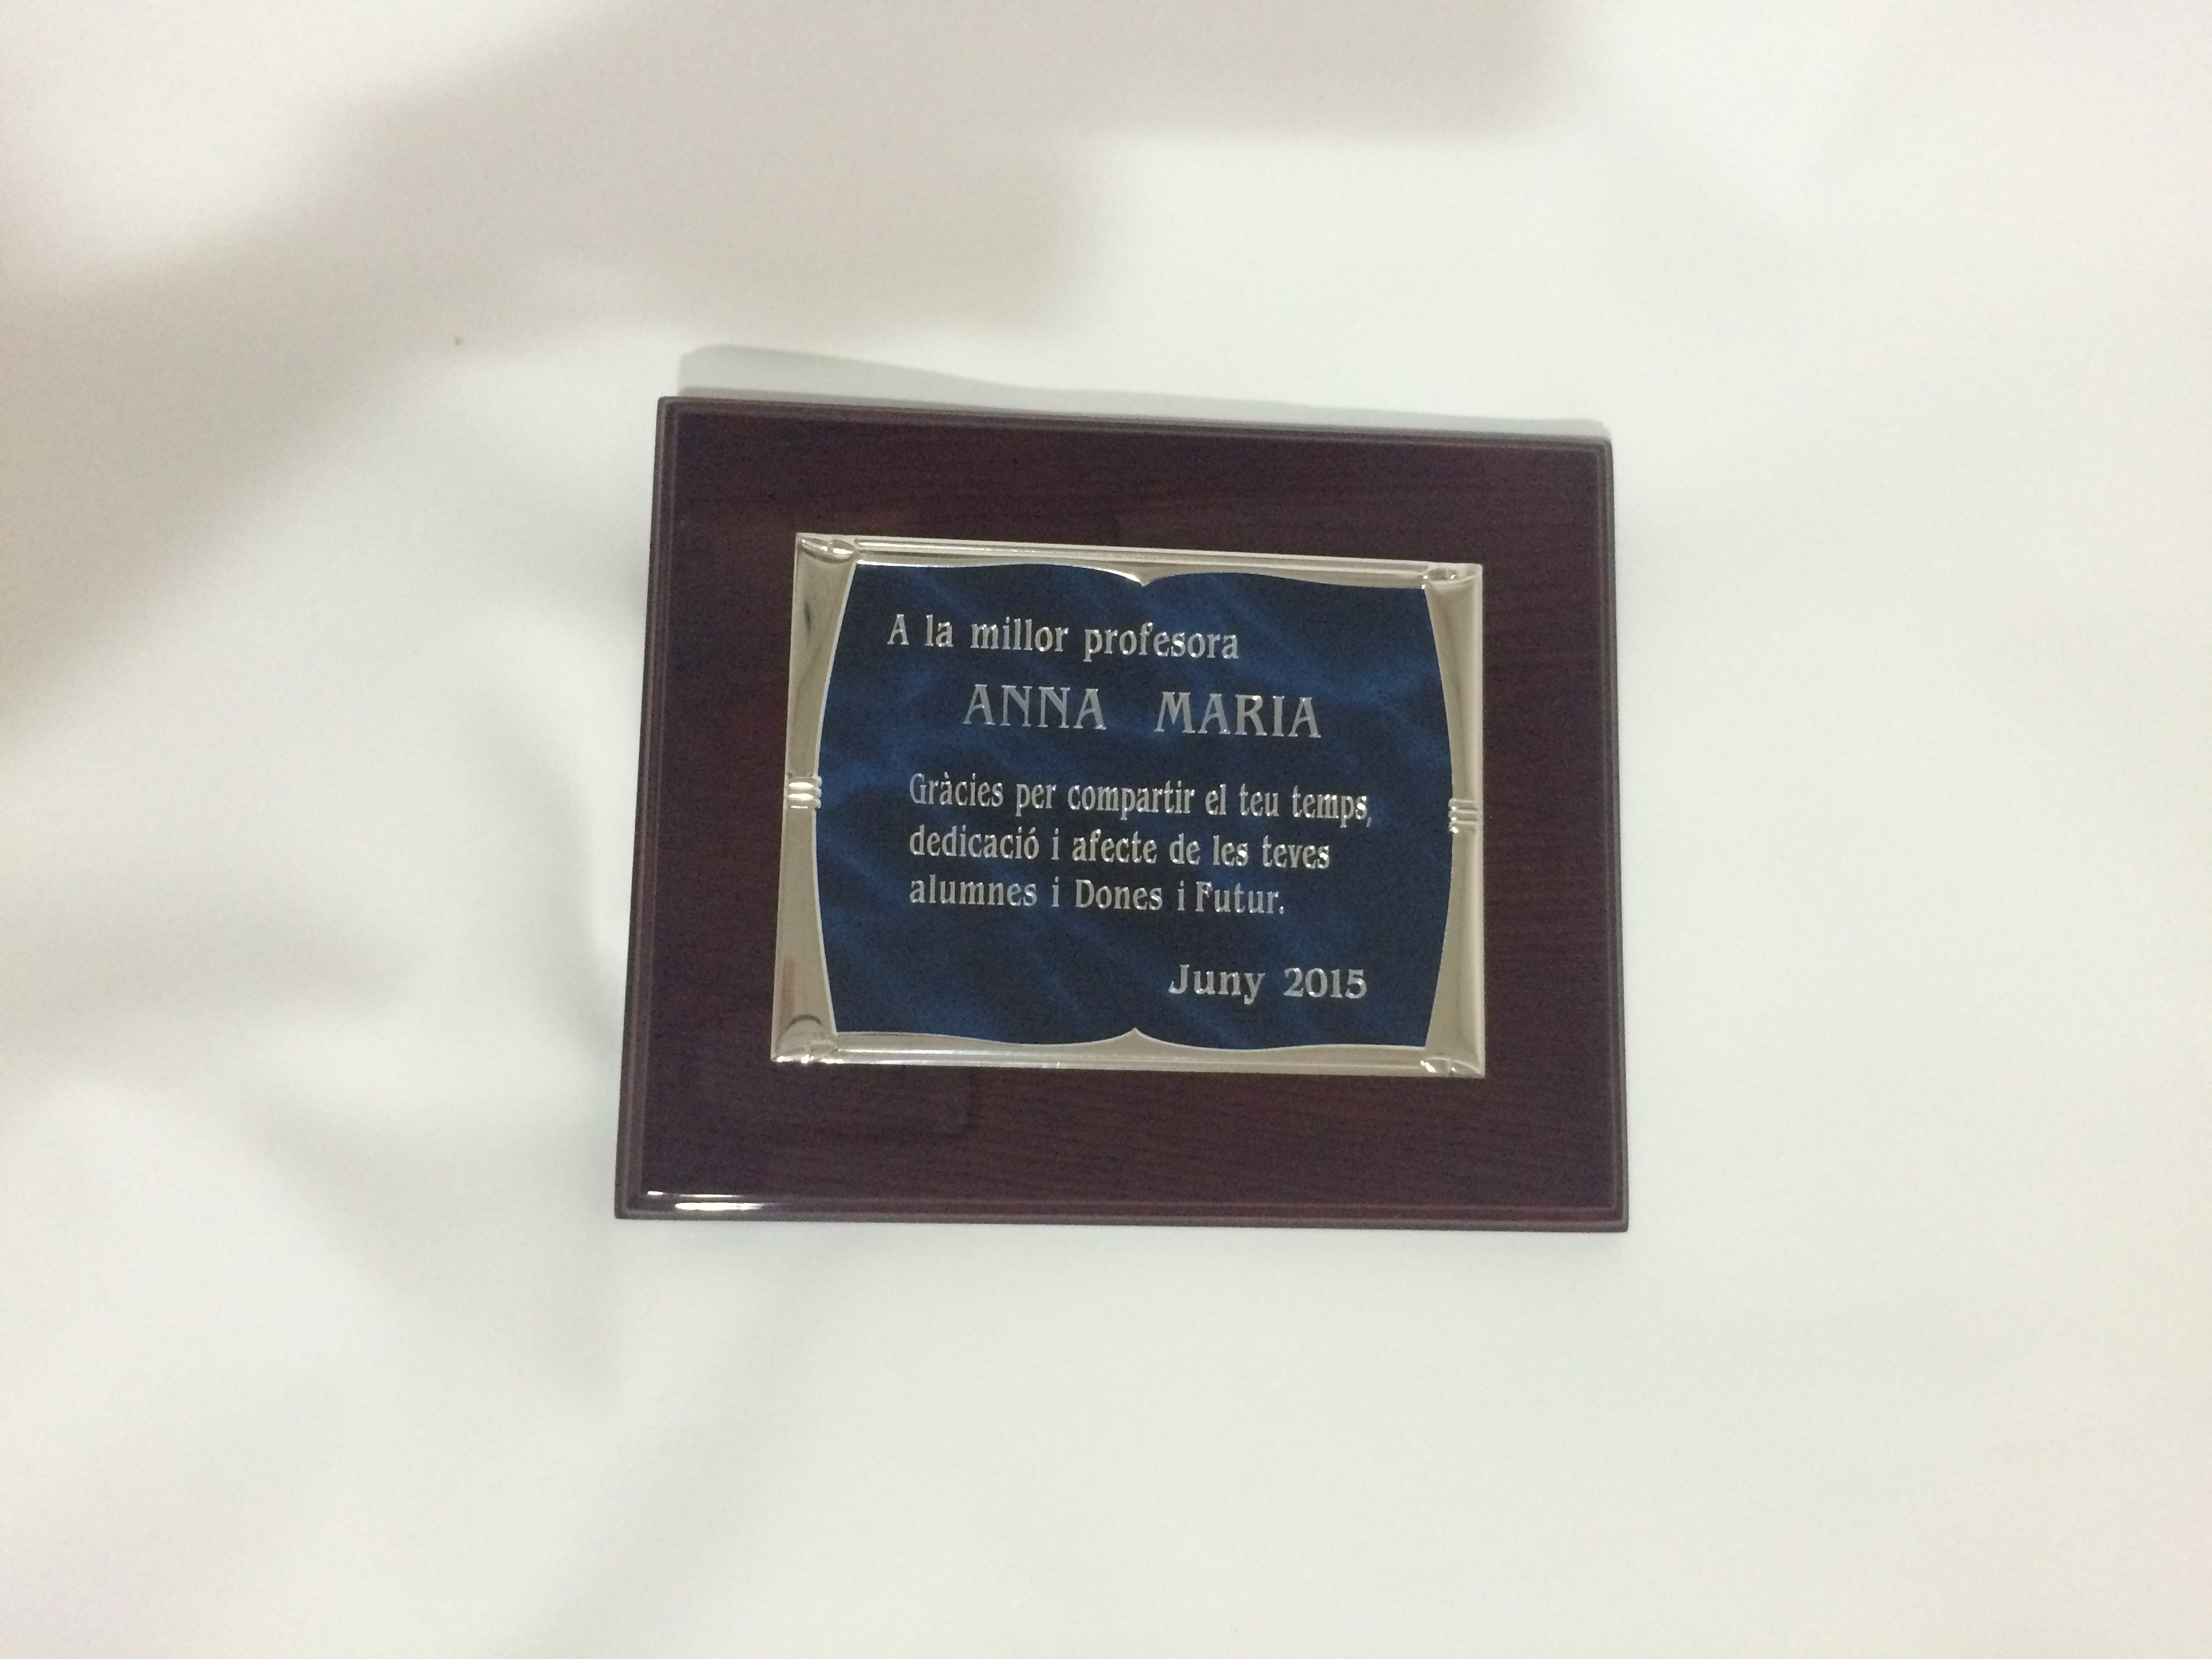 A la millor profesora
ANNA MARIA
Gràcies per compartir el teu temps,
dedicació i afecte de les teves
alumnes i Dones i Futur.
Juny 2015